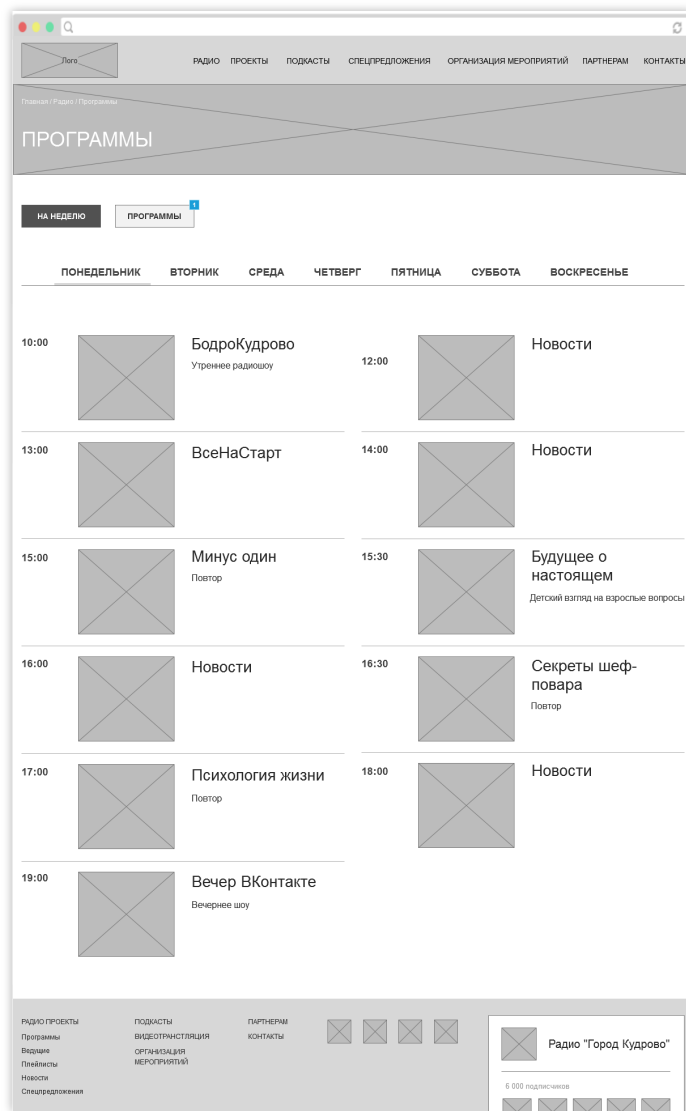 Лого
РАДИО ПРОЕКТЫ ПОДКАСТЫ СПЕЦПРЕДЛОЖЕНИЯ ОРГАНИЗАЦИЯ МЕРОПРИЯТИЙ ПАРТНЕРАМ КОНТАКТЫ
Главная / Радио / Программы
ПРОГРАММЫ
НА НЕДЕЛЮ ПРОГРАММЫ 1
ПОНЕДЕЛЬНИК ВТОРНИК СРЕДА ЧЕТВЕРГ ПЯТНИЦА СУББОТА ВОСКРЕСЕНЬЕ
10:00 БодроКудрово
Утреннее радиошоу
12:00 Новости
13:00 ВсеНаСтарт
14:00 Новости
15:00 Минус один
Повтор
15:30 Будущее о
настоящем
Детский взгляд на взрослые вопросы
16:00 Новости
16:30 Секреты шеф-
повара
Повтор
17:00 Психология жизни
Повтор
18:00 Новости
19:00 Вечер ВКонтакте
Вечернее шоу
РАДИО ПРОЕКТЫ
Программы
Ведущие
Плейлисты
Новости
Спецпредложения
ПОДКАСТЫ
ВИДЕОТРАНСТЛЯЦИЯ
ОРГАНИЗАЦИЯ
МЕРОПРИЯТИЙ
ПАРТНЕРАМ
КОНТАКТЫ
Радио "Город Кудрово"
6 000 подписчиков